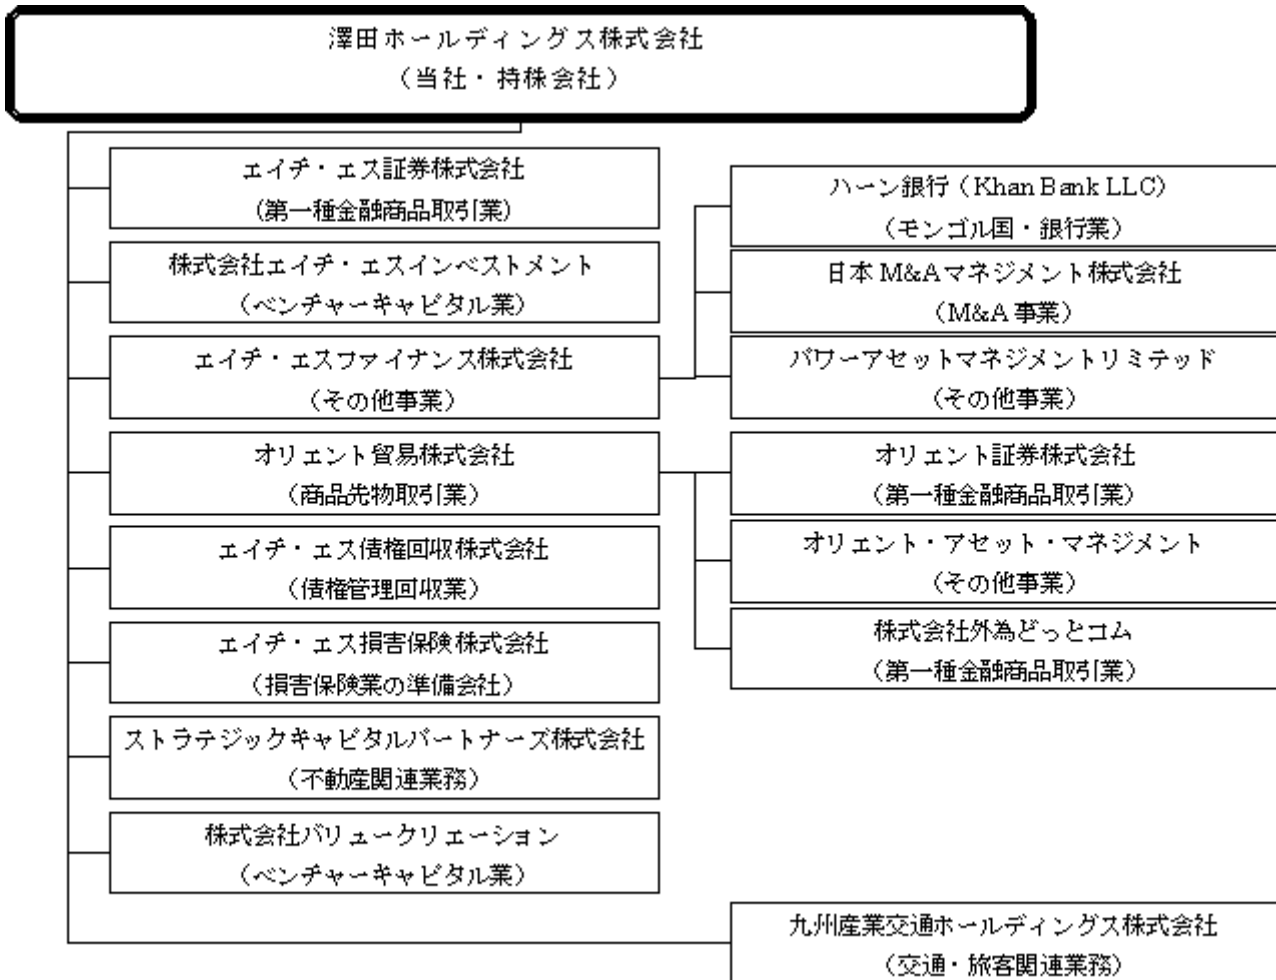 澤田ホールディングス株式会社
（当社・持株会社）
エイチ・エス証券株式会社
（第一種金融商品取引業）
株式会社エイチ・エスインベストメント
（ベンチャーキャピタル業）
エイチ・エスファイナンス株式会社
（その他事業）
オリエント貿易株式会社
（商品先物取引業）
エイチ・エス債権回収株式会社
（債権管理回収業）
エイチ・エス損害保険株式会社
（損害保険業の準備会社）
ストラテジックキャピタルパートナーズ株式会社
（不動産関連業務）
株式会社バリュークリエーション
（ベンチャーキャピタル業）
ハーン銀行（Khan Bank LLC）
（モンゴル国・銀行業）
日本 M&A マネジメント株式会社
（M&A 事業）
パワーアセットマネジメントリミテッド
（その他事業）
オリエント証券株式会社
（第一種金融商品取引業）
オリエント・アセット・マネジメント
（その他事業）
株式会社外為どっとコム
（第一種金融商品取引業）
九州産業交通ホールディングス株式会社
（交通・旅客関連業務）